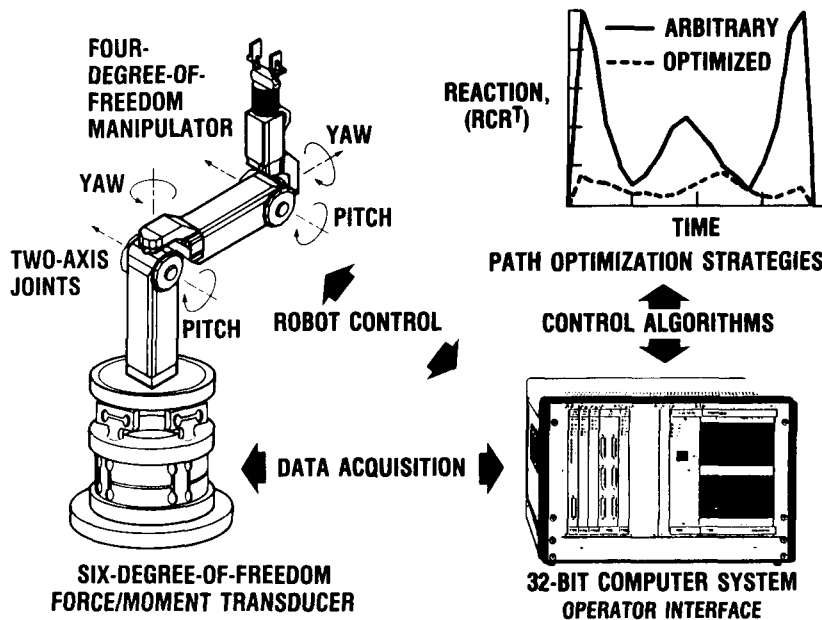 FOUR-
DEGREE-OF-
FREEDOM
MANIPULATOR
YAW
YAW
PITCH
TWO-AXIS
JOINTS
PITCH
ROBOT CONTROL
SIX-DEGREE-OF-FREEDOM
FORCE/MOMENT TRANSDUCER
DATA ACQUISITION
ARBITRARY
OPTIMIZED
REACTION,
(RCRᵀ)
TIME
PATH OPTIMIZATION STRATEGIES
CONTROL ALGORITHMS
32-BIT COMPUTER SYSTEM
OPERATOR INTERFACE